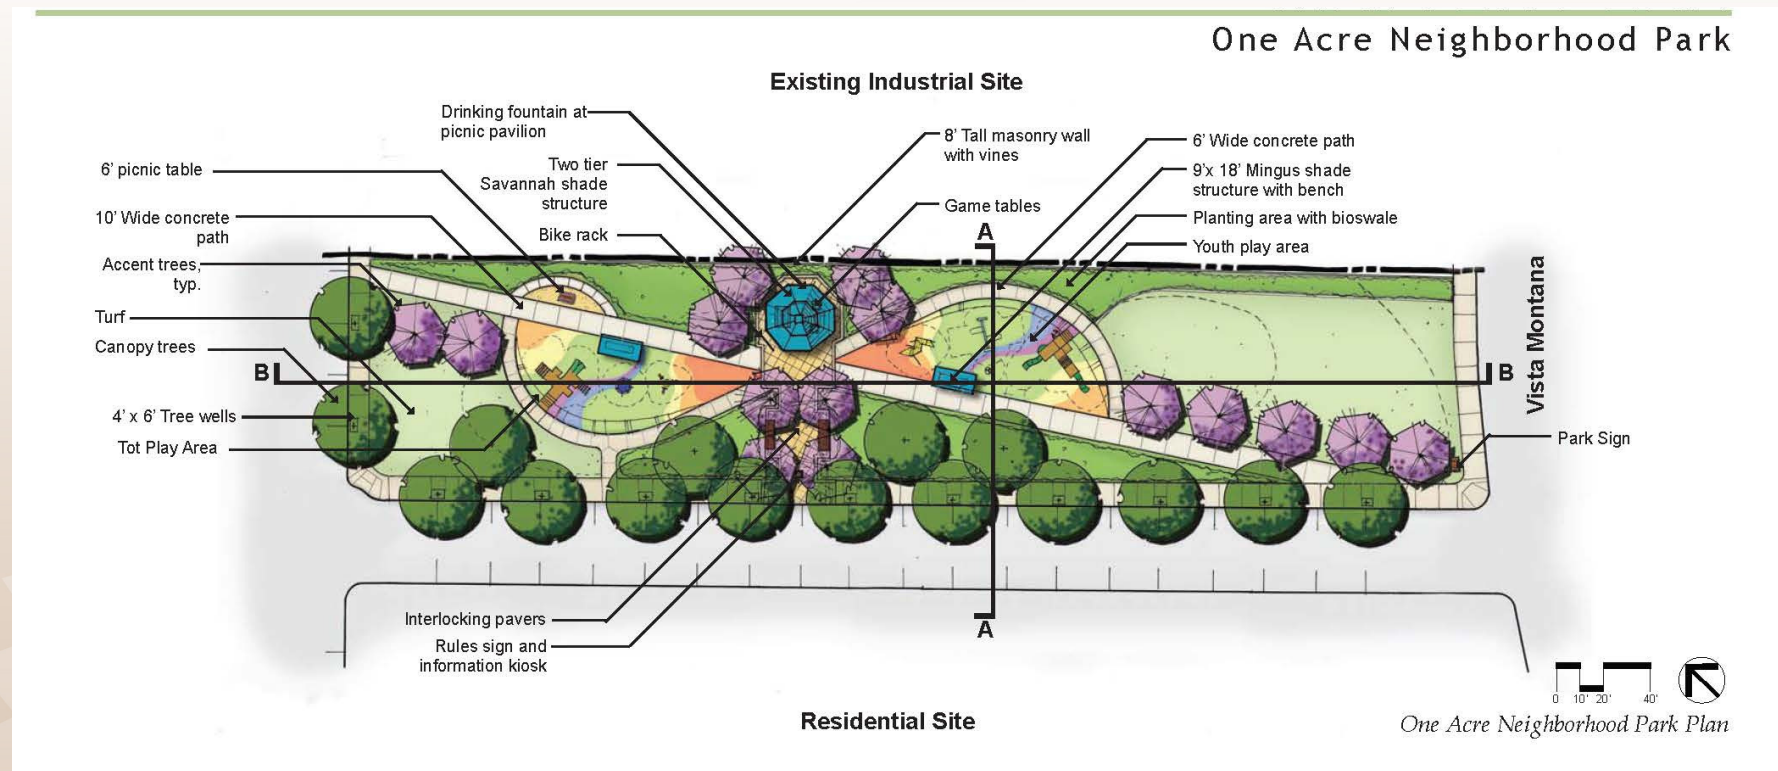 One Acre Neighborhood Park
Existing Industrial Site
Drinking fountain at
picnic pavilion
8' Tall masonry wall
with vines
6' Wide concrete path
6' picnic table
Two tier
Savannah shade
structure
9'x 18' Mingus shade
structure with bench
10' Wide concrete
path
Game tables
Planting area with bioswale
Bike rack
A
Youth play area
Accent trees,
typ.
Turf
Canopy trees
Vista Montana
B
B
4' x 6' Tree wells
Tot Play Area
Park Sign
Interlocking pavers
Rules sign and
information kiosk
A
Residential Site
0 10' 20' 40'
One Acre Neighborhood Park Plan